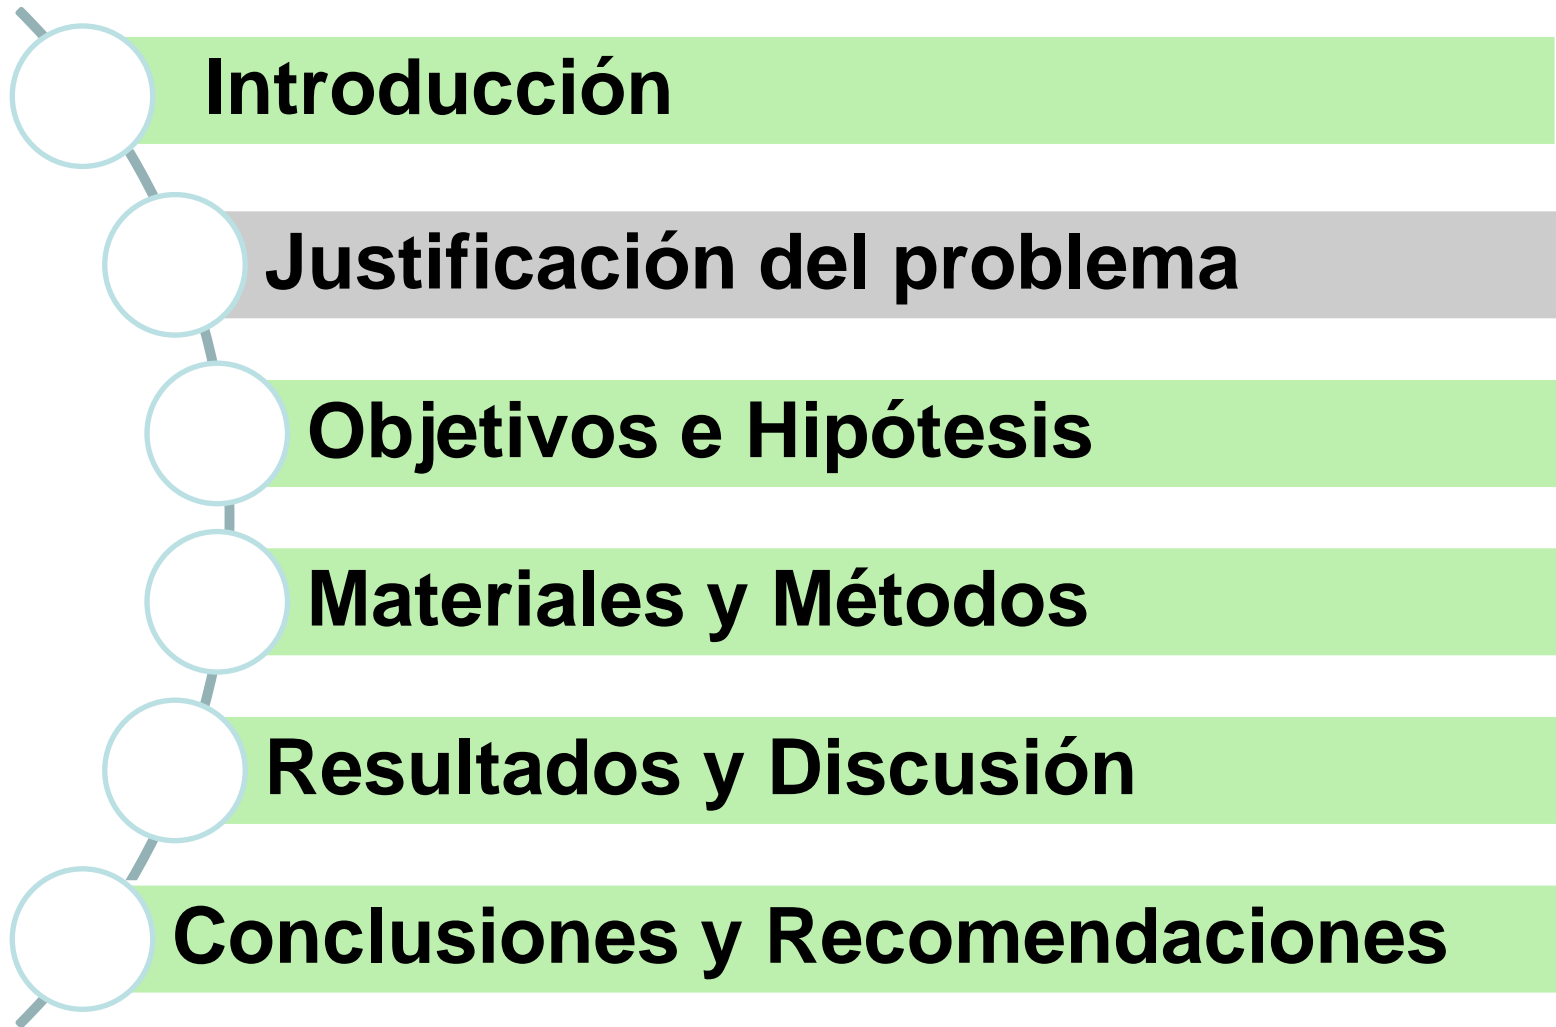 Introducción
Justificación del problema
Objetivos e Hipótesis
Materiales y Métodos
Resultados y Discusión
Conclusiones y Recomendaciones